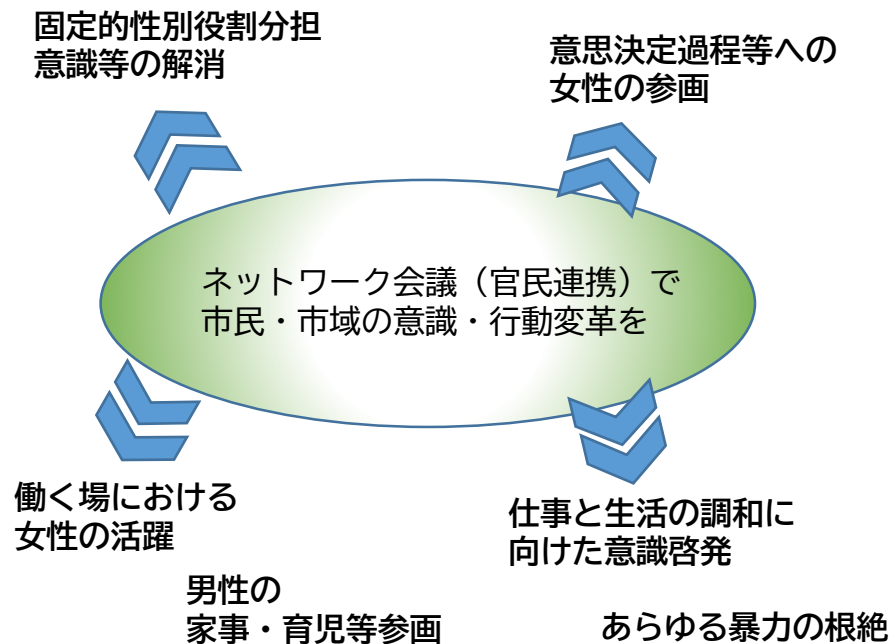 固定的性別役割分担
意識等の解消
意思決定過程等への
女性の参画
ネットワーク会議（官民連携）で
市民・市域の意識・行動変革を
働く場における
女性の活躍
仕事と生活の調和に
向けた意識啓発
男性の
家事・育児等参画
あらゆる暴力の根絶